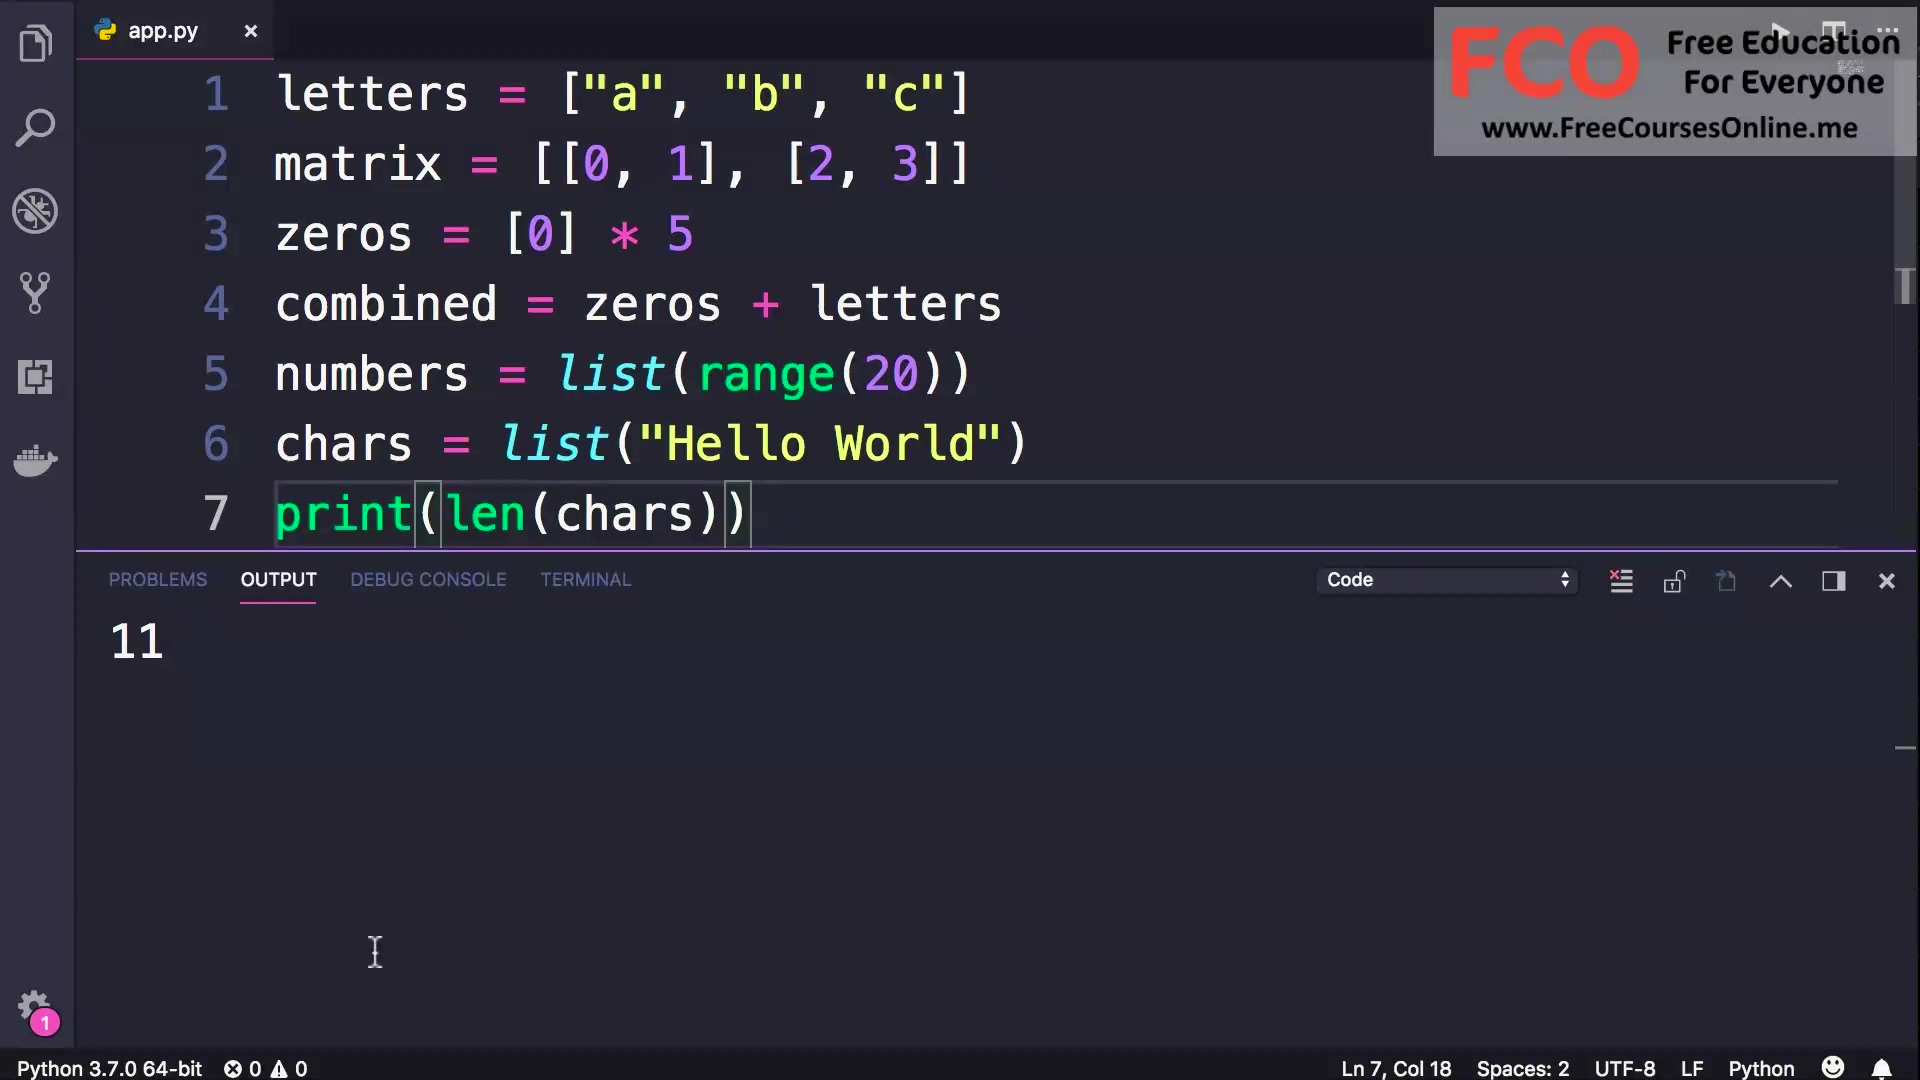 app.py
FCO Free Education
For Everyone
www.FreeCoursesOnline.me
1 letters = ["a", "b", "c"]
2 matrix = [[0, 1], [2, 3]]
3 zeros = [0] * 5
4 combined = zeros + letters
5 numbers = list(range(20))
6 chars = list("Hello World")
7 print(len(chars))
PROBLEMS OUTPUT DEBUG CONSOLE TERMINAL Code
11
1
Python 3.7.0 64-bit 0 0 Ln 7, Col 18 Spaces: 2 UTF-8 LF Python